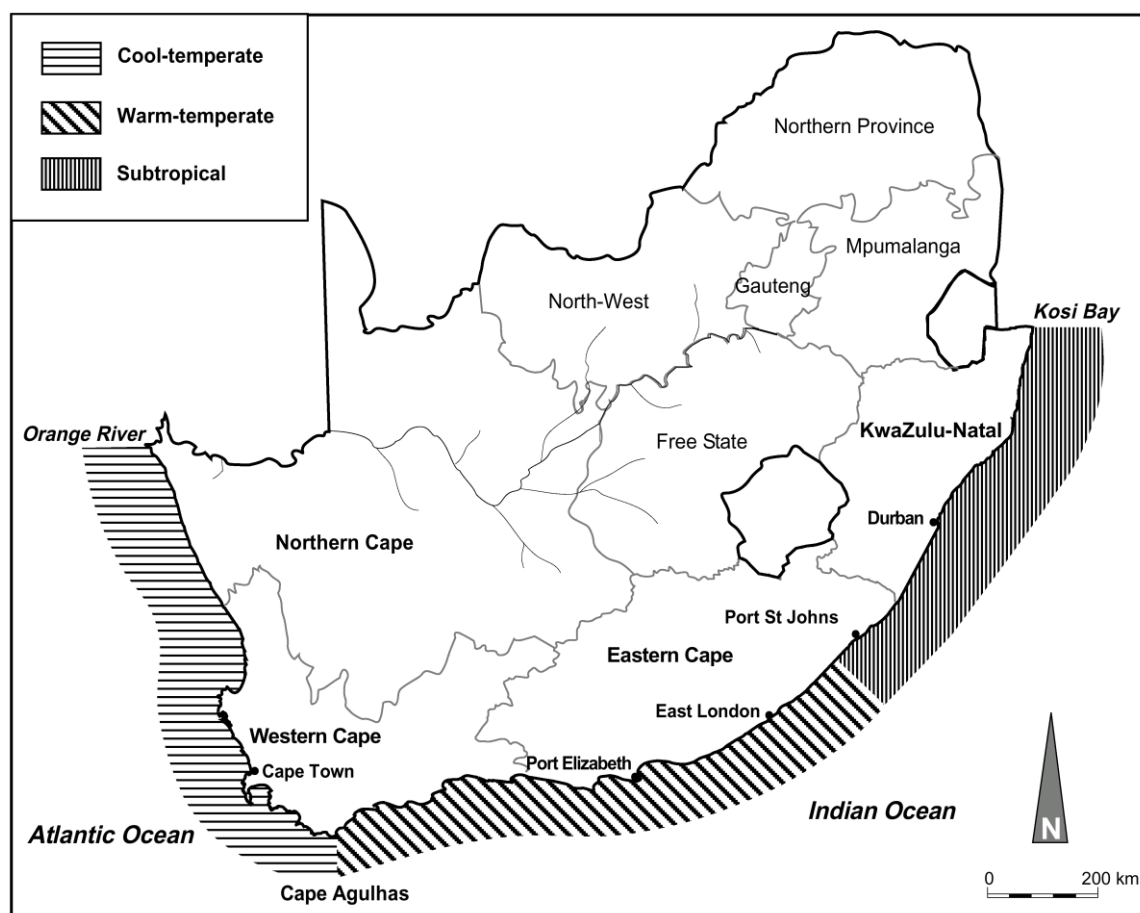 Cool-temperate
Warm-temperate
Subtropical
Northern Province
Mpumalanga
Gauteng
North-West
Kosi Bay
Orange River
Free State
KwaZulu-Natal
Durban
Northern Cape
Port St Johns
Eastern Cape
East London
Western Cape
Port Elizabeth
Cape Town
Indian Ocean
Atlantic Ocean
N
Cape Agulhas
0 200 km